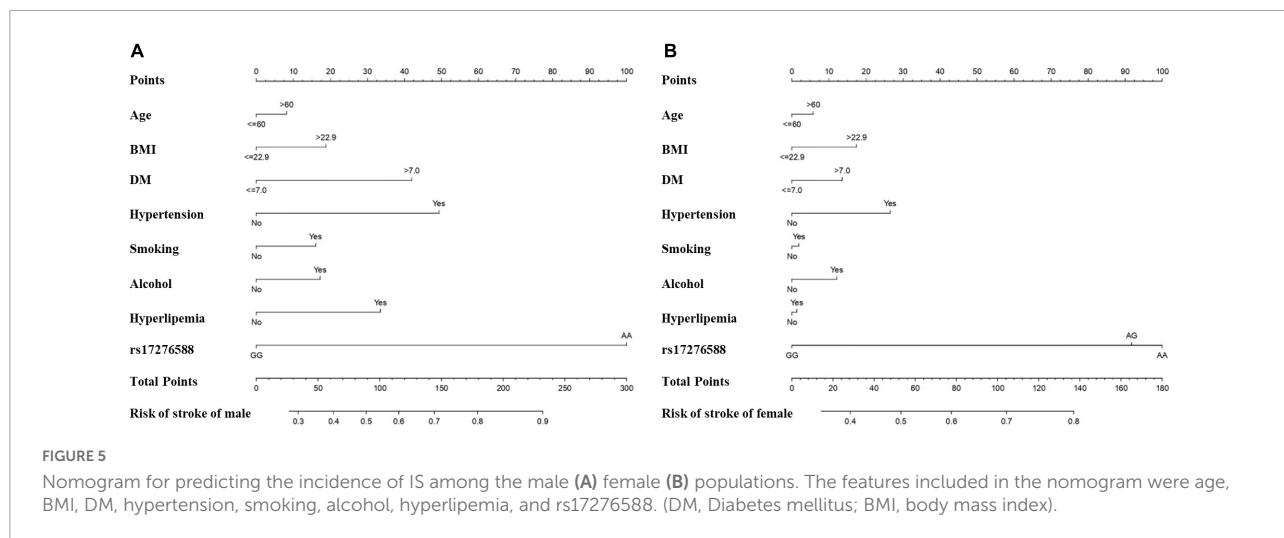 A
Points
0 10 20 30 40 50 60 70 80 90 100
Age
>60
<=60
BMI
>22.9
<=22.9
DM
>7.0
<=7.0
Hypertension
Yes
No
Smoking
Yes
No
Alcohol
Yes
No
Hyperlipemia
Yes
No
rs17276588
AA
GG
Total Points
0 50 100 150 200 250 300
Risk of stroke of male
0.3 0.4 0.5 0.6 0.7 0.8 0.9
B
Points
0 10 20 30 40 50 60 70 80 90 100
Age
>60
<=60
BMI
>22.9
<=22.9
DM
>7.0
<=7.0
Hypertension
Yes
No
Smoking
Yes
No
Alcohol
Yes
No
Hyperlipemia
Yes
No
rs17276588
AG
GG AA
Total Points
0 20 40 60 80 100 120 140 160 180
Risk of stroke of female
0.4 0.5 0.6 0.7 0.8
FIGURE 5
Nomogram for predicting the incidence of IS among the male (A) female (B) populations. The features included in the nomogram were age,
BMI, DM, hypertension, smoking, alcohol, hyperlipemia, and rs17276588. (DM, Diabetes mellitus; BMI, body mass index).